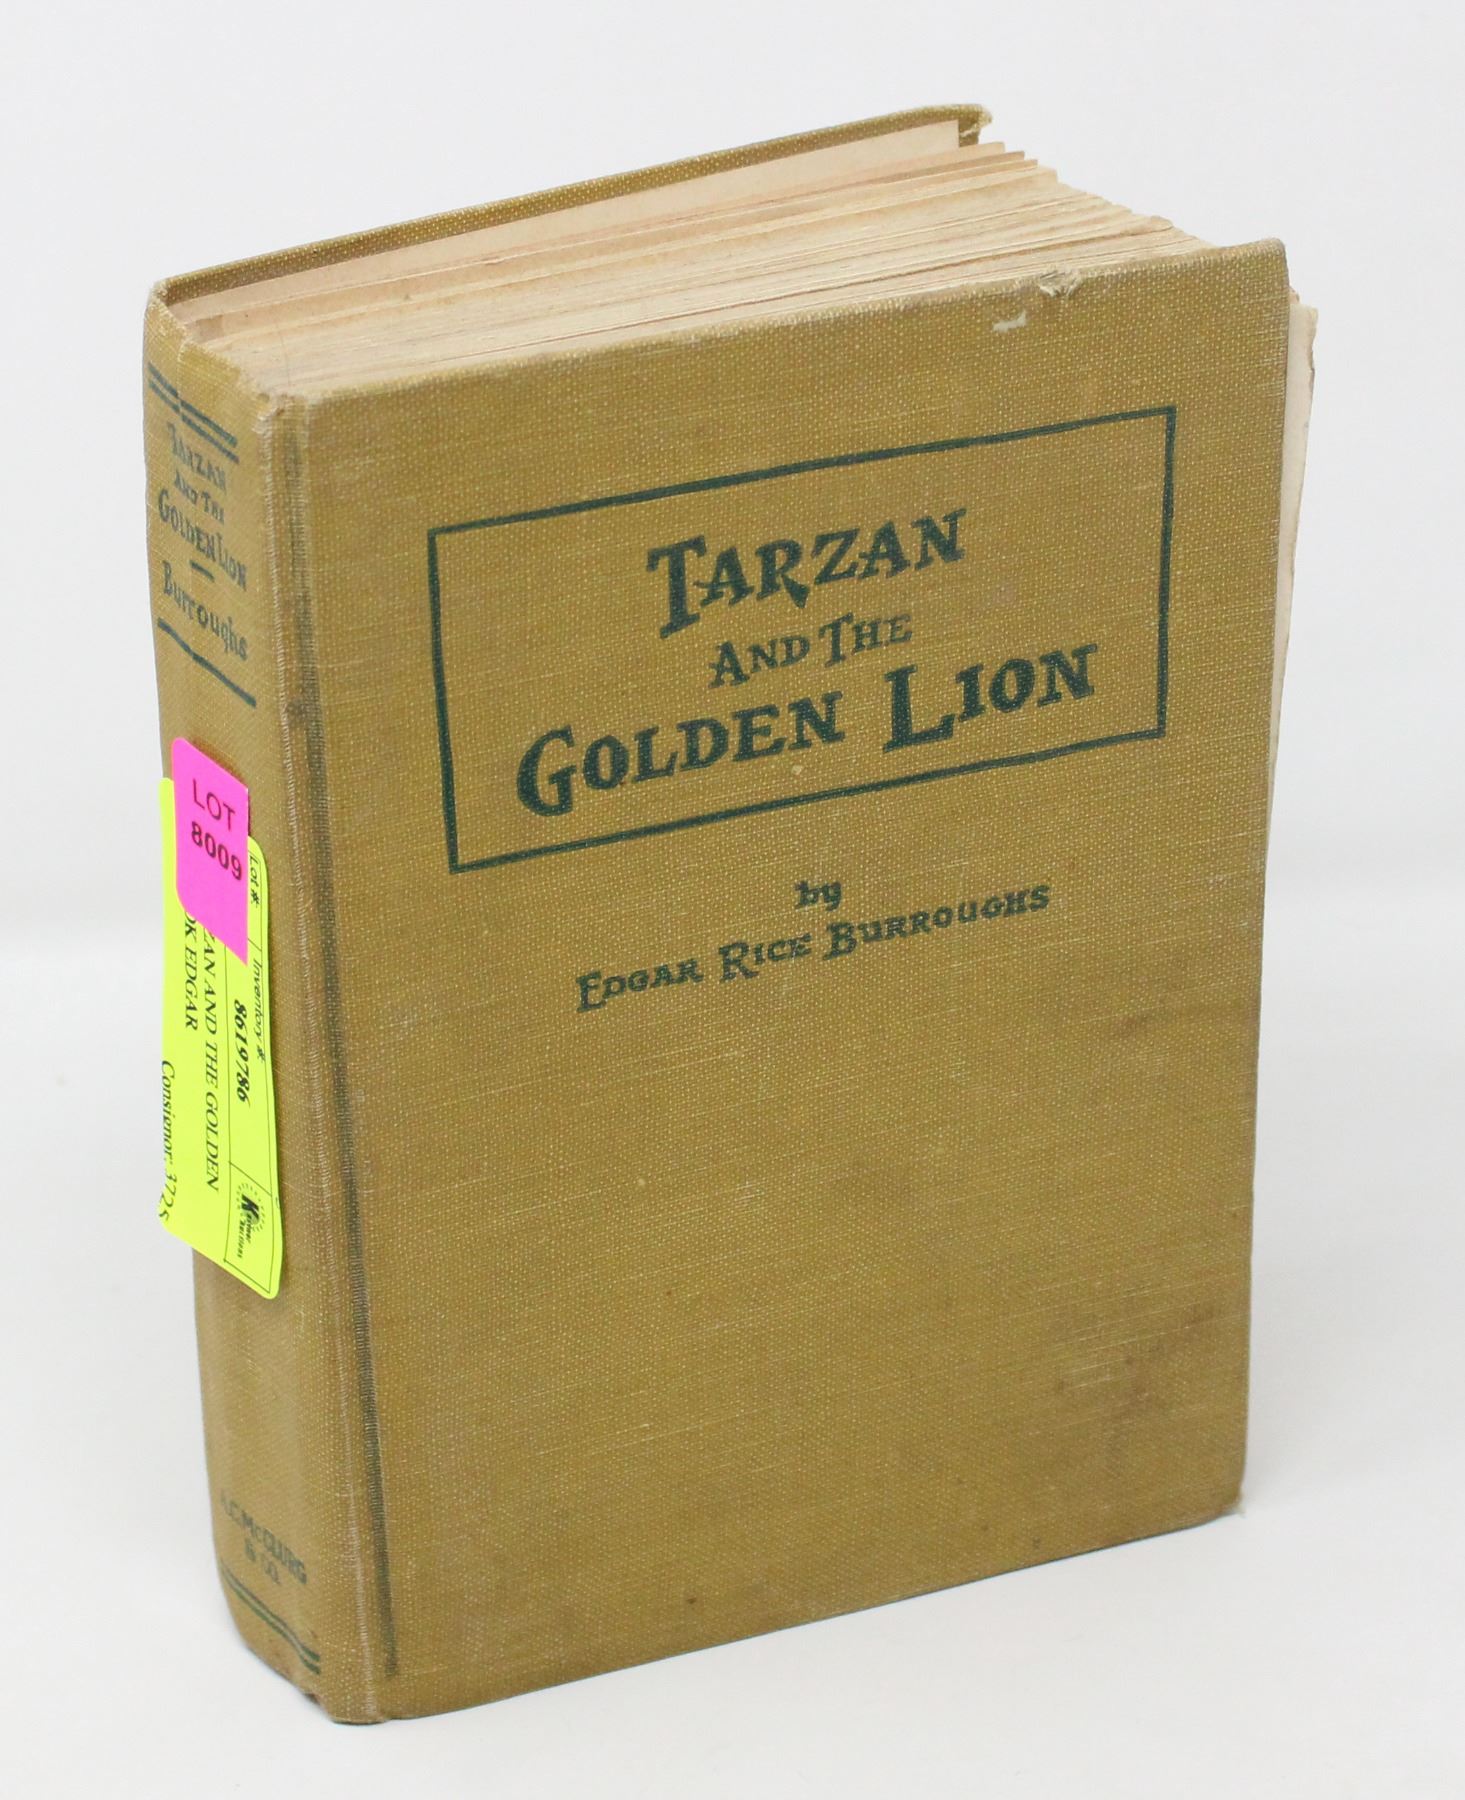 TARZAN
AND THE
GOLDEN LION
by
EDGAR RICE BURROUGHS
TARZAN
AND THE
GOLDEN LION
Burroughs
LOT
8009
Lot #:
Inventory #:
8619786
AND THE GOLDEN
EDGAR
Consignor: 372
McCLURG
& CO.